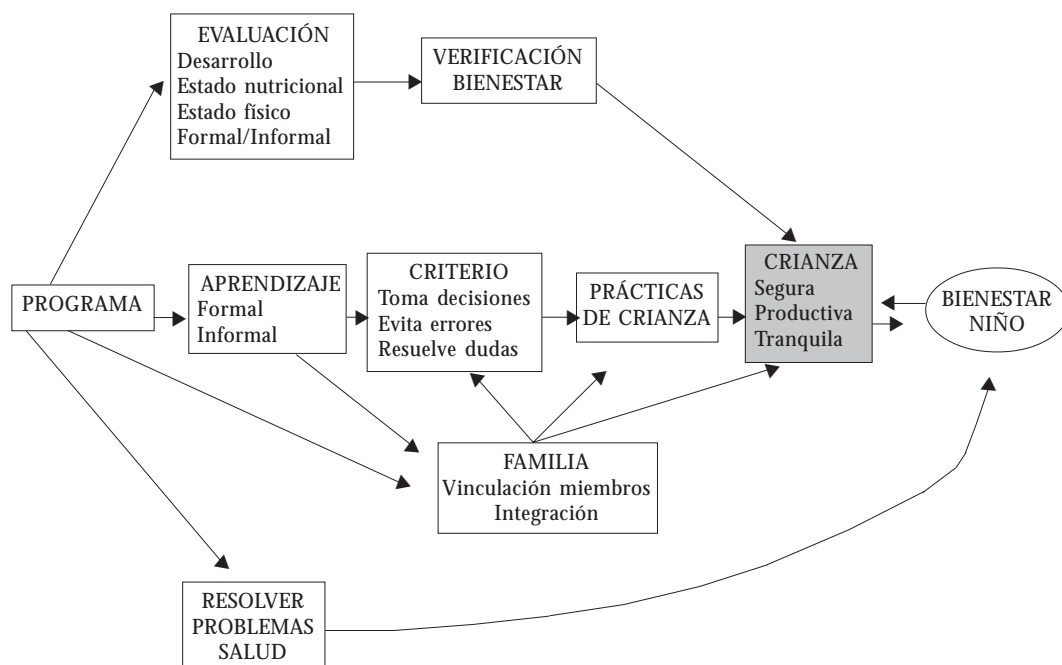 EVALUACIÓN
Desarrollo
Estado nutricional
Estado físico
Formal/Informal
VERIFICACIÓN
BIENESTAR
PROGRAMA
APRENDIZAJE
Formal
Informal
CRITERIO
Toma decisiones
Evita errores
Resuelve dudas
PRÁCTICAS
DE CRIANZA
CRIANZA
Segura
Productiva
Tranquila
BIENESTAR
NIÑO
FAMILIA
Vinculación miembros
Integración
RESOLVER
PROBLEMAS
SALUD